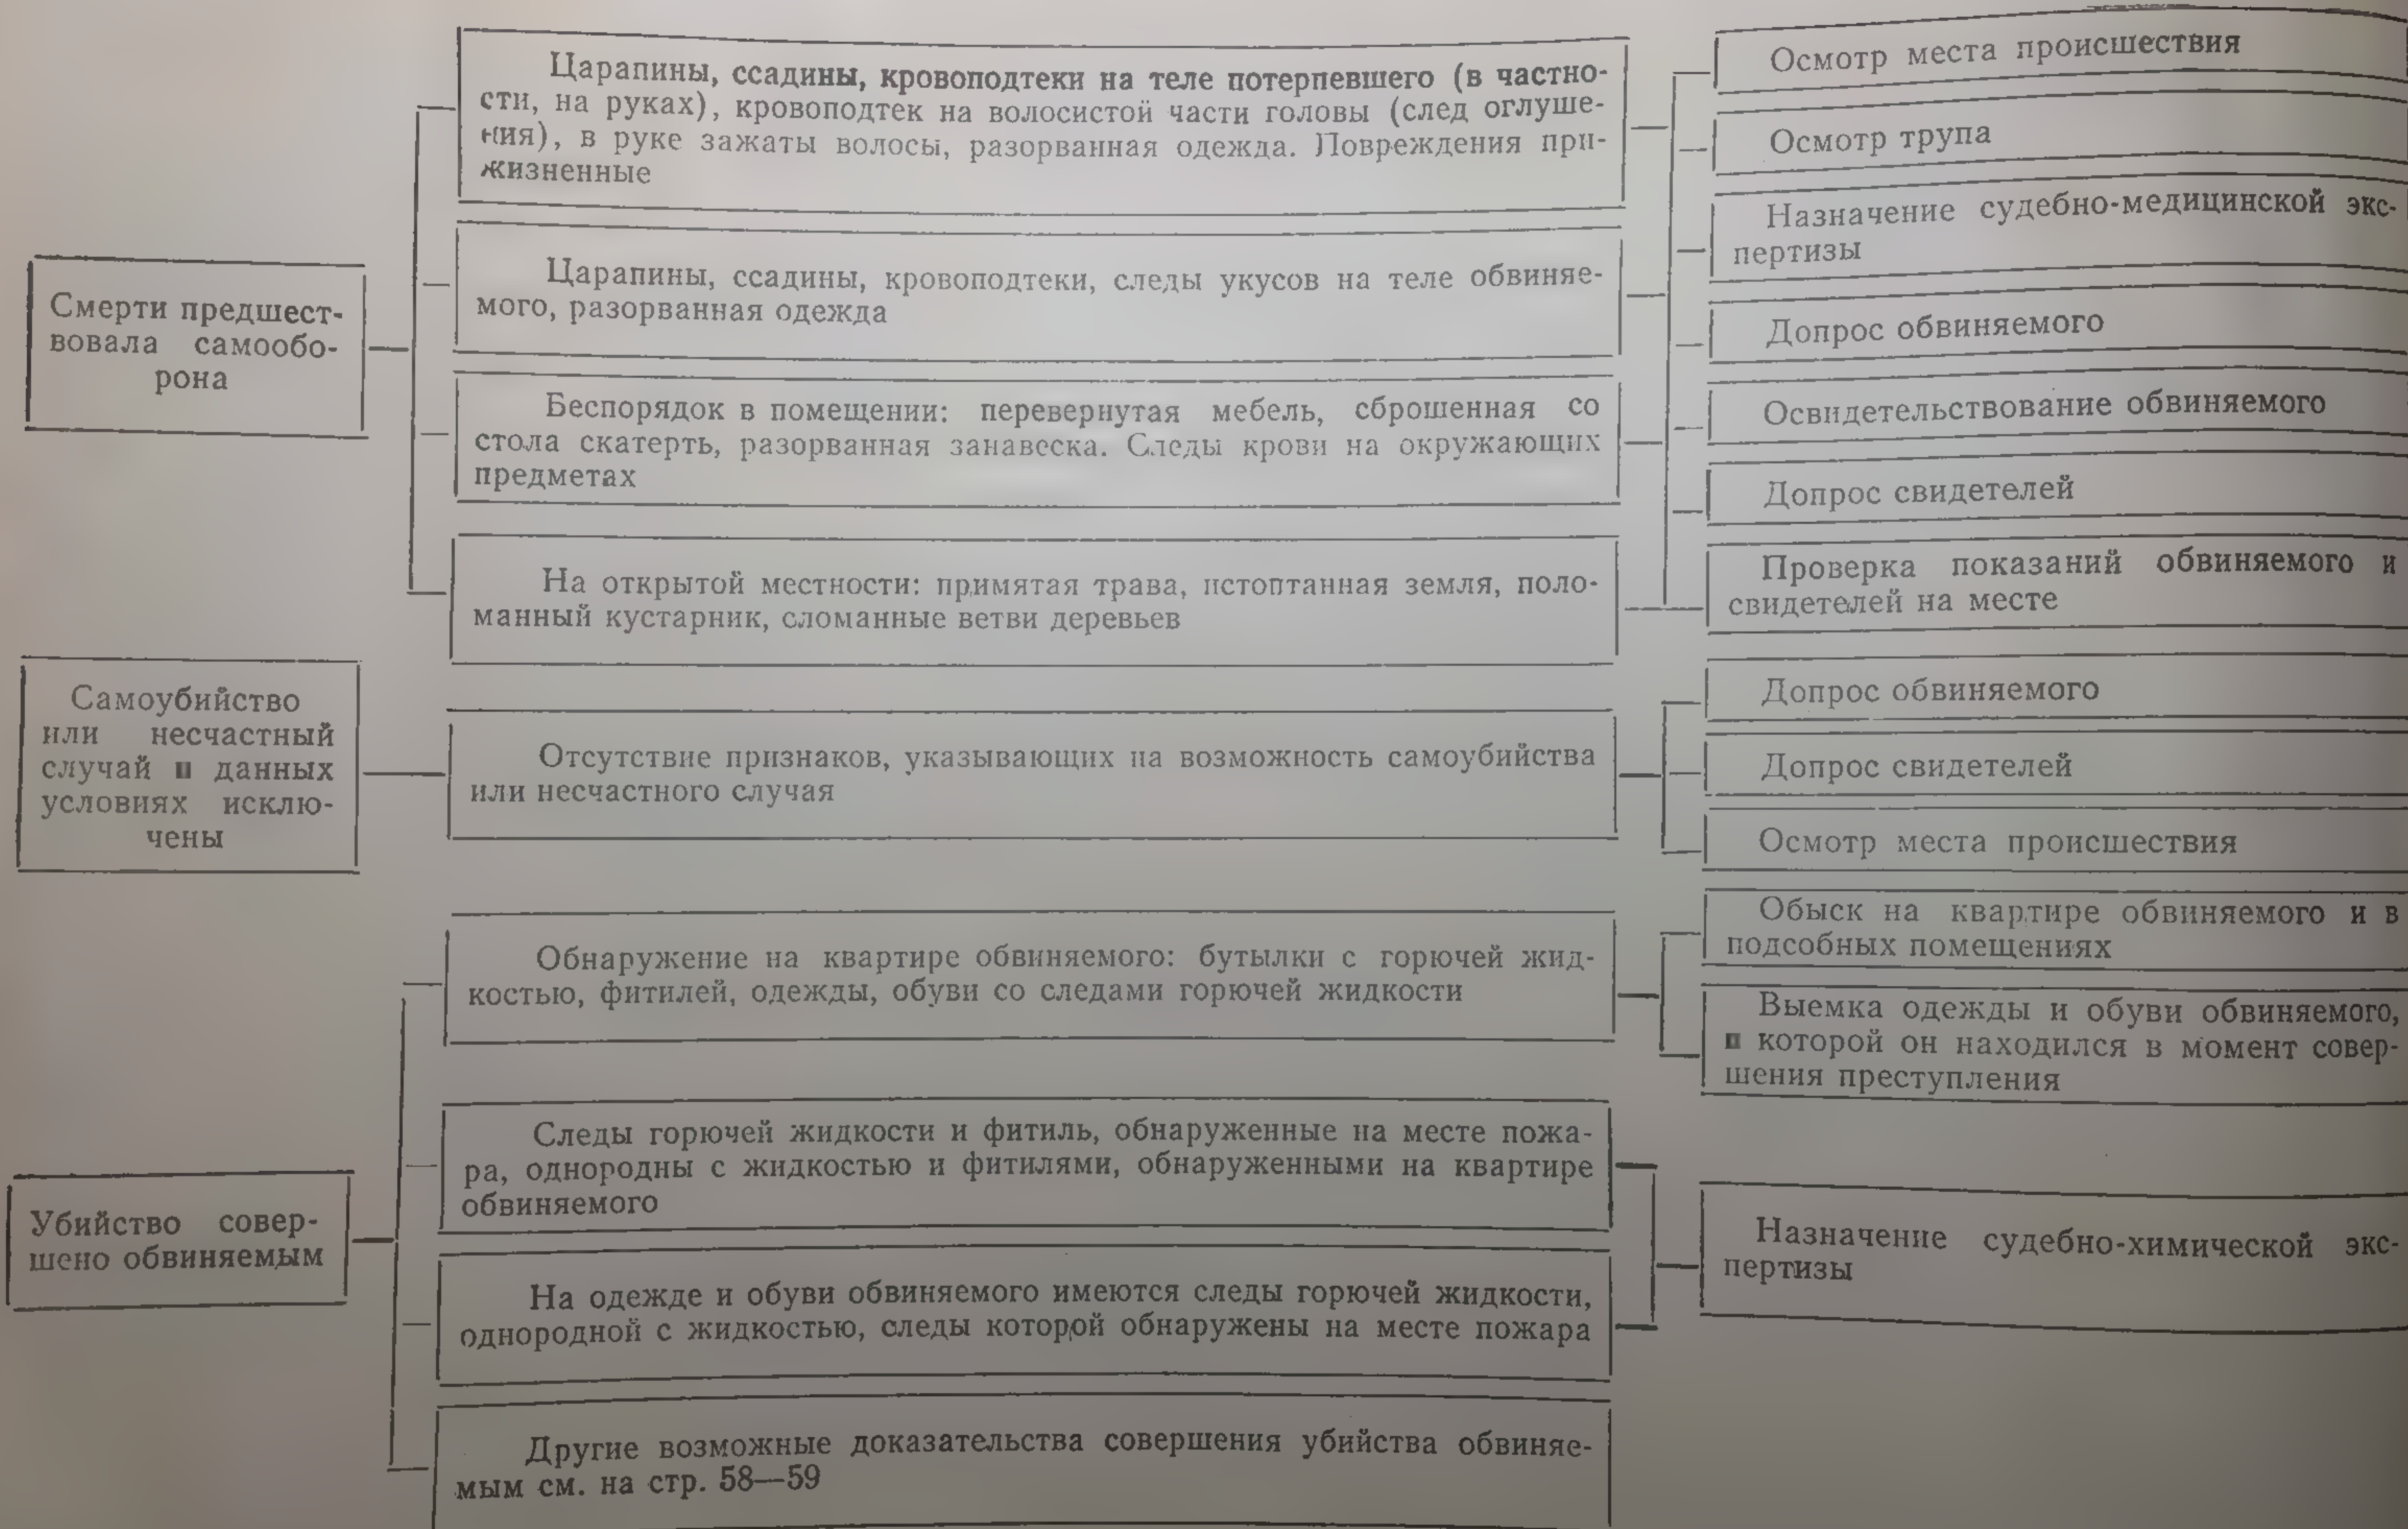 Смерти предшест-
вовала самообо-
рона
Царапины, ссадины, кровоподтеки на теле потерпевшего (в частно-
сти, на руках), кровоподтек на волосистой части головы (след оглуше-
ния), в руке зажаты волосы, разорванная одежда. Повреждения при-
жизненные
Царапины, ссадины, кровоподтеки, следы укусов на теле обвиняе-
мого, разорванная одежда
Беспорядок в помещении: перевернутая мебель, сброшенная со
стола скатерть, разорванная занавеска. Следы крови на окружающих
предметах
На открытой местности: примятая трава, истоптанная земля, поло-
манный кустарник, сломанные ветви деревьев
Осмотр места происшествия
Осмотр трупа
Назначение судебно-медицинской экс-
пертизы
Допрос обвиняемого
Освидетельствование обвиняемого
Допрос свидетелей
Проверка показаний обвиняемого и
свидетелей на месте
Самоубийство
или несчастный
случай в данных
условиях исклю-
чены
Отсутствие признаков, указывающих на возможность самоубийства
или несчастного случая
Допрос обвиняемого
Допрос свидетелей
Осмотр места происшествия
Убийство совер-
шено обвиняемым
Обнаружение на квартире обвиняемого: бутылки с горючей жид-
костью, фитилей, одежды, обуви со следами горючей жидкости
Следы горючей жидкости и фитиль, обнаруженные на месте пожа-
ра, однородны с жидкостью и фитилями, обнаруженными на квартире
обвиняемого
На одежде и обуви обвиняемого имеются следы горючей жидкости,
однородной с жидкостью, следы которой обнаружены на месте пожара
Другие возможные доказательства совершения убийства обвиняе-
мым см. на стр. 58—59
Обыск на квартире обвиняемого и в
подсобных помещениях
Выемка одежды и обуви обвиняемого,
в которой он находился в момент совер-
шения преступления
Назначение судебно-химической экс-
пертизы